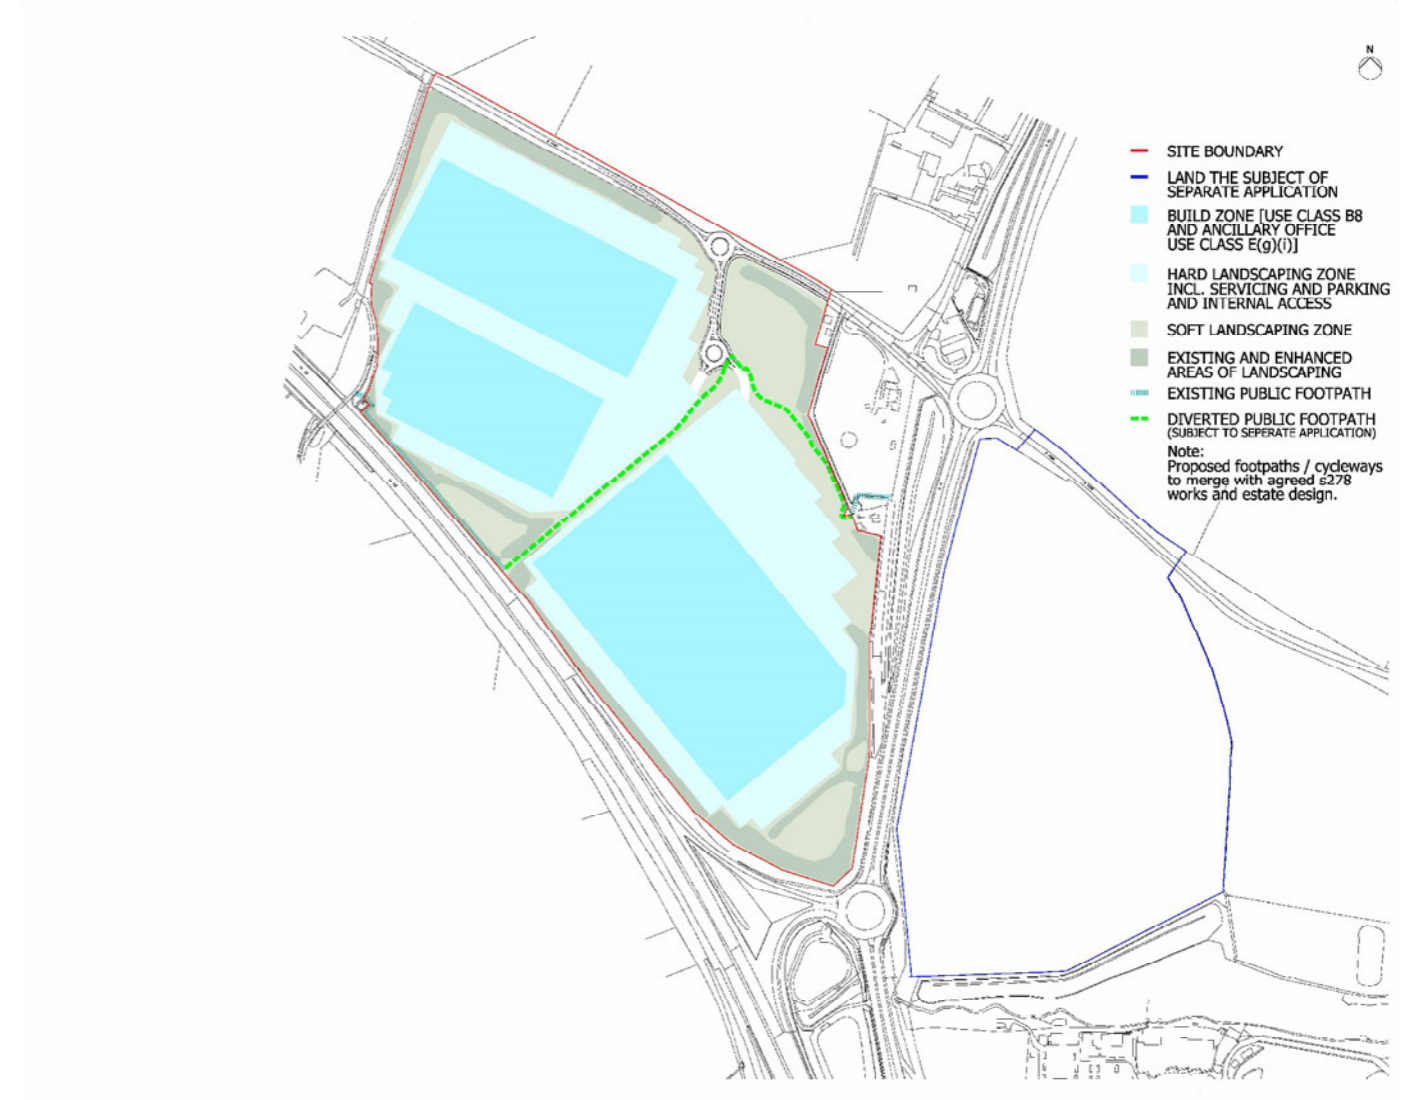 N
SITE BOUNDARY
LAND THE SUBJECT OF
SEPARATE APPLICATION
BUILD ZONE [USE CLASS B8
AND ANCILLARY OFFICE
USE CLASS E(g)(i)]
HARD LANDSCAPING ZONE
INCL. SERVICING AND PARKING
AND INTERNAL ACCESS
SOFT LANDSCAPING ZONE
EXISTING AND ENHANCED
AREAS OF LANDSCAPING
EXISTING PUBLIC FOOTPATH
DIVERTED PUBLIC FOOTPATH
(SUBJECT TO SEPERATE APPLICATION)
Note:
Proposed footpaths / cycleways
to merge with agreed s278
works and estate design.